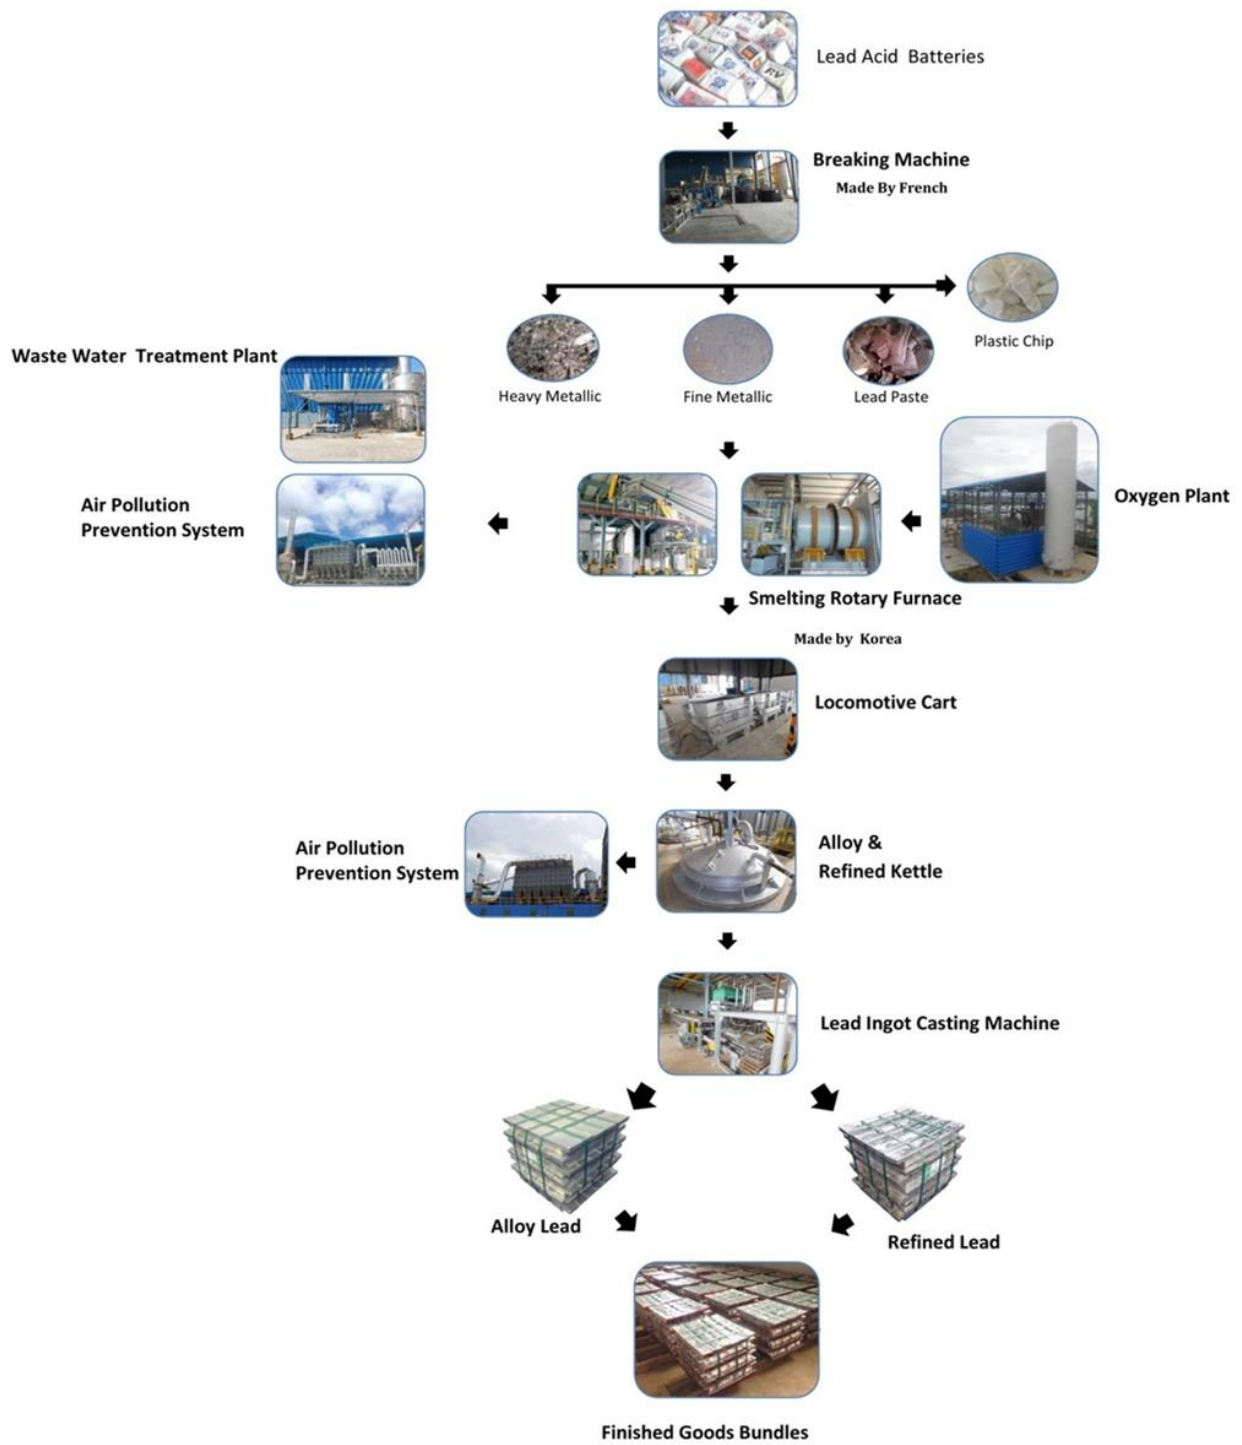 Lead Acid Batteries
Breaking Machine
Made By French
Plastic Chip
Heavy Metallic
Fine Metallic
Lead Paste
Waste Water Treatment Plant
Air Pollution
Prevention System
Oxygen Plant
Smelting Rotary Furnace
Made by Korea
Locomotive Cart
Air Pollution
Prevention System
Alloy &
Refined Kettle
Lead Ingot Casting Machine
Alloy Lead
Refined Lead
Finished Goods Bundles